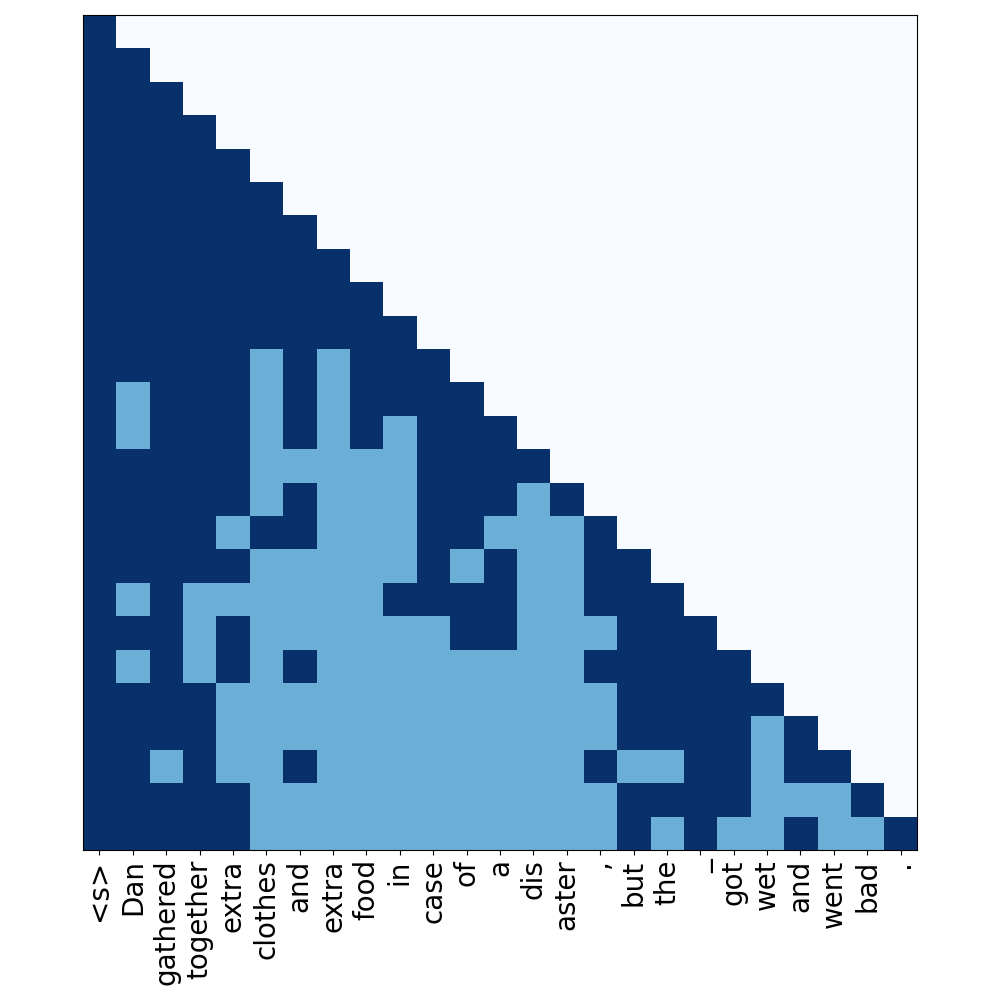 <s> Dan gathered together extra clothes and extra food in case of a dis aster , but the _ got wet and went bad .